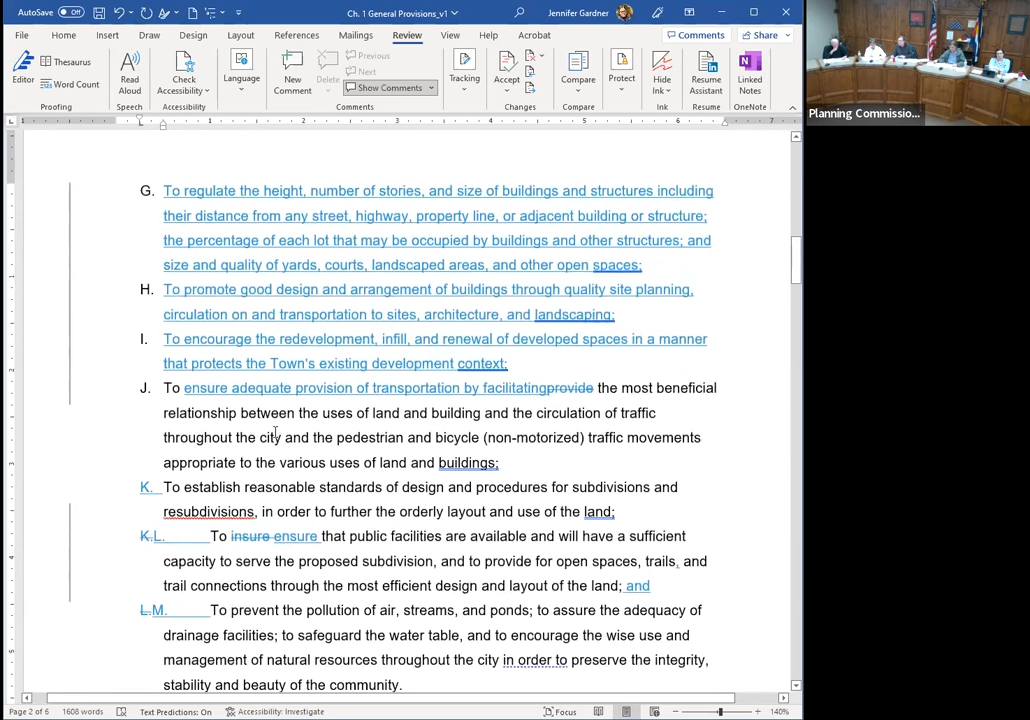 AutoSave Off Ch. 1 General Provisions_v1 Jennifer Gardner
File Home Insert Draw Design Layout References Mailings Review View Help Acrobat Comments Share
Editor Thesaurus Word Count Read Aloud Check Accessibility Language New Comment Delete Previous Next Show Comments Tracking Accept Compare Protect Hide Ink Resume Assistant Linked Notes
Proofing Speech Accessibility Comments Changes Compare Ink Resume OneNote
Planning Commissio...
1 1 2 3 4 5 6 7
G. To regulate the height, number of stories, and size of buildings and structures including
their distance from any street, highway, property line, or adjacent building or structure;
the percentage of each lot that may be occupied by buildings and other structures; and
size and quality of yards, courts, landscaped areas, and other open spaces;
H. To promote good design and arrangement of buildings through quality site planning,
circulation on and transportation to sites, architecture, and landscaping;
I. To encourage the redevelopment, infill, and renewal of developed spaces in a manner
that protects the Town's existing development context;
J. To ensure adequate provision of transportation by facilitatingprovide the most beneficial
relationship between the uses of land and building and the circulation of traffic
throughout the city and the pedestrian and bicycle (non-motorized) traffic movements
appropriate to the various uses of land and buildings;
K. To establish reasonable standards of design and procedures for subdivisions and
resubdivisions, in order to further the orderly layout and use of the land;
K.L. To insure ensure that public facilities are available and will have a sufficient
capacity to serve the proposed subdivision, and to provide for open spaces, trails, and
trail connections through the most efficient design and layout of the land; and
L.M. To prevent the pollution of air, streams, and ponds; to assure the adequacy of
drainage facilities; to safeguard the water table, and to encourage the wise use and
management of natural resources throughout the city in order to preserve the integrity,
stability and beauty of the community.
Page 2 of 6 1608 words Text Predictions: On Accessibility: Investigate Focus 140%